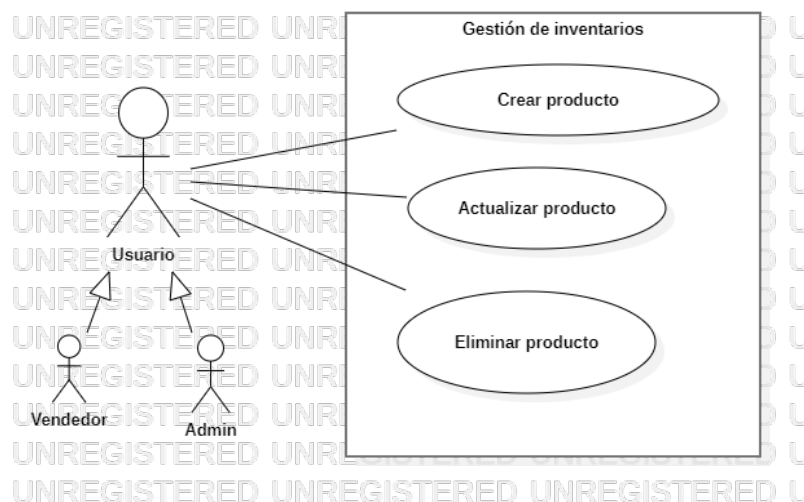 Gestión de inventarios
Crear producto
Actualizar producto
Eliminar producto
Usuario
Vendedor
Admin
UNREGISTERED UNREGISTERED UNREGISTERED